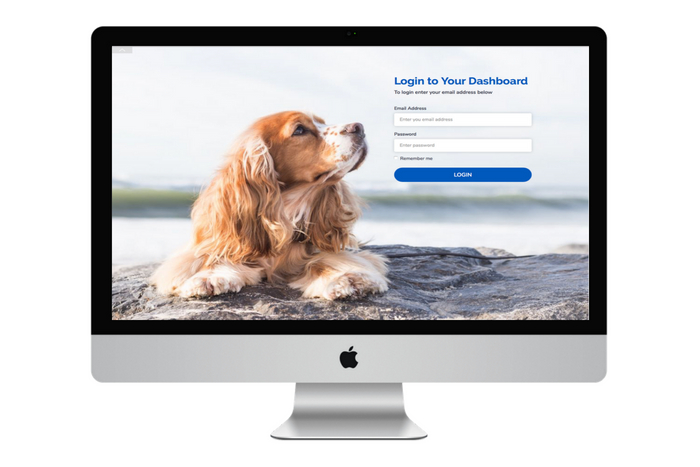 Login to Your Dashboard
To login enter your email address below
Email Address
Enter you email address
Password
Enter password
Remember me
LOGIN